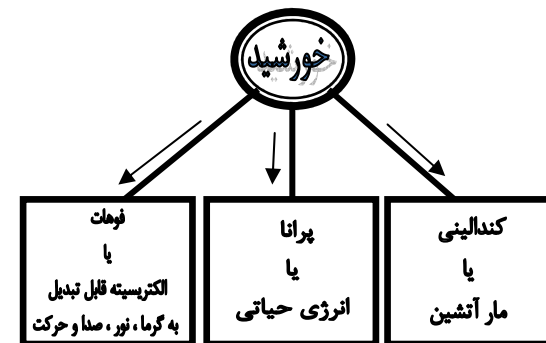 خورشید
کندالینی
یا
مار آتشین
پرانا
یا
انرژی حیاتی
فوهات
یا
الکتریسیته قابل تبدیل
به گرما ، نور ، صدا و حرکت